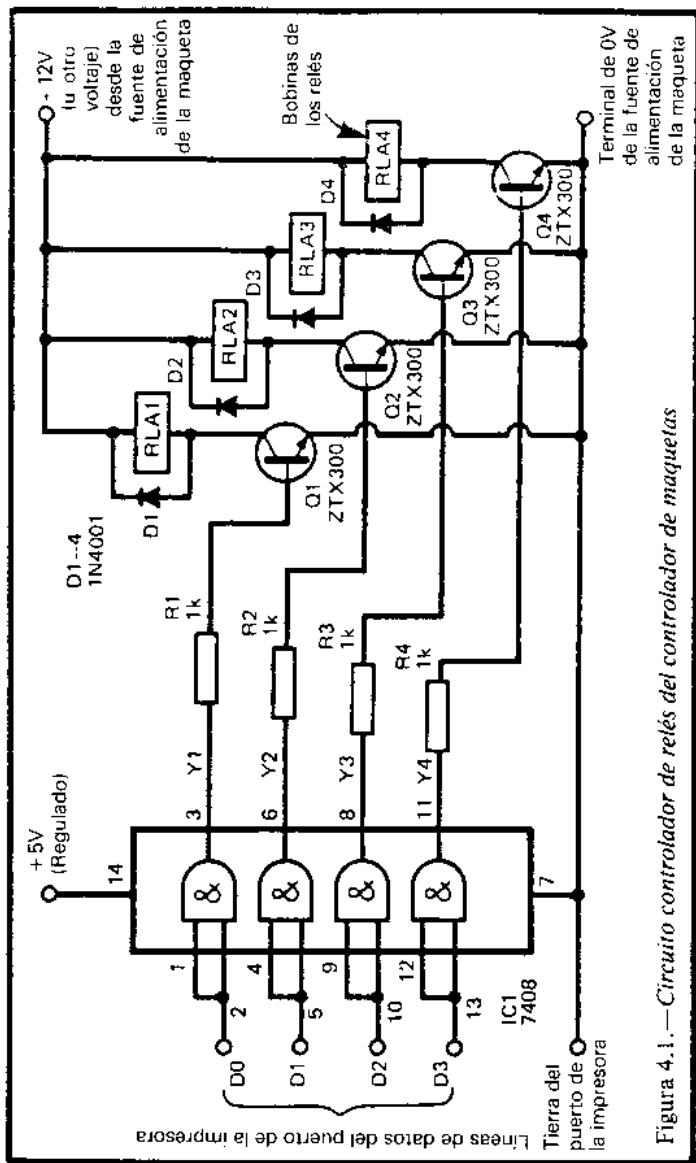 +5V
(Regulado)
14
D1--4
1N4001
- 12V
(u otro
voltaje)
desde la
fuente de
alimentación
de la maqueta
Bobinas de
los relés
D1
RLA1
D2
RLA2
D3
RLA3
D4
RLA4
Líneas de datos del puerto de la impresora
D0
1
2
&
3
Y1
R1
1k
Q1
ZTX300
D1
4
5
&
6
Y2
R2
1k
Q2
ZTX300
D2
9
10
&
8
Y3
R3
1k
Q3
ZTX300
D3
12
13
&
11
Y4
R4
1k
Q4
ZTX300
IC1
7408
7
Tierra del
puerto de
la impresora
Terminal de 0V
de la fuente de
alimentación
de la maqueta
Figura 4.1.—Circuito controlador de relés del controlador de maquetas